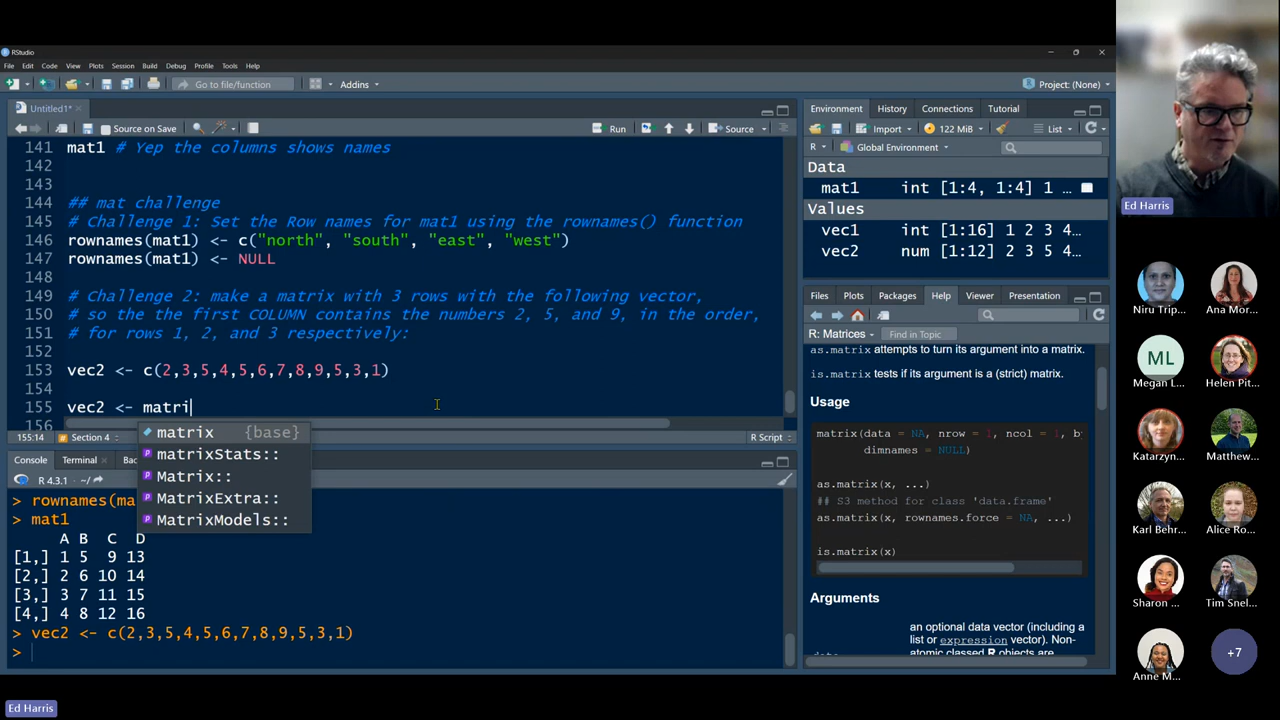 RStudio
File Edit Code View Plots Session Build Debug Profile Tools Help
Go to file/function Addins Project: (None)
Untitled1*
Source on Save Run Source
141 mat1 # Yep the columns shows names
142
143
144 ## mat challenge
145 # Challenge 1: Set the Row names for mat1 using the rownames() function
146 rownames(mat1) <- c("north", "south", "east", "west")
147 rownames(mat1) <- NULL
148
149 # Challenge 2: make a matrix with 3 rows with the following vector,
150 # so the the first COLUMN contains the numbers 2, 5, and 9, in the order,
151 # for rows 1, 2, and 3 respectively:
152
153 vec2 <- c(2,3,5,4,5,6,7,8,9,5,3,1)
154
155 vec2 <- matri
156
matrix {base}
matrixStats::
Matrix::
MatrixExtra::
MatrixModels::
155:14 Section 4 R Script
Console Terminal Bac
R 4.3.1 · ~/
> rownames(ma
> mat1
A B C D
[1,] 1 5 9 13
[2,] 2 6 10 14
[3,] 3 7 11 15
[4,] 4 8 12 16
> vec2 <- c(2,3,5,4,5,6,7,8,9,5,3,1)
>
Environment History Connections Tutorial
Import 122 MiB List
R Global Environment
Data
mat1 int [1:4, 1:4] 1 …
Values
vec1 int [1:16] 1 2 3 4…
vec2 num [1:12] 2 3 5 4…
Files Plots Packages Help Viewer Presentation
R: Matrices Find in Topic
as.matrix attempts to turn its argument into a matrix.
is.matrix tests if its argument is a (strict) matrix.
Usage
matrix(data = NA, nrow = 1, ncol = 1, by
dimnames = NULL)
as.matrix(x, ...)
## S3 method for class 'data.frame'
as.matrix(x, rownames.force = NA, ...)
is.matrix(x)
Arguments
an optional data vector (including a
list or expression vector). Non-
atomic classed R objects are
Ed Harris
Niru Trip... Ana Mor...
ML
Megan L... Helen Pit...
Katarzyn... Matthew...
Karl Behr... Alice Ro...
Sharon ... Tim Snel...
Anne M... +7
Ed Harris